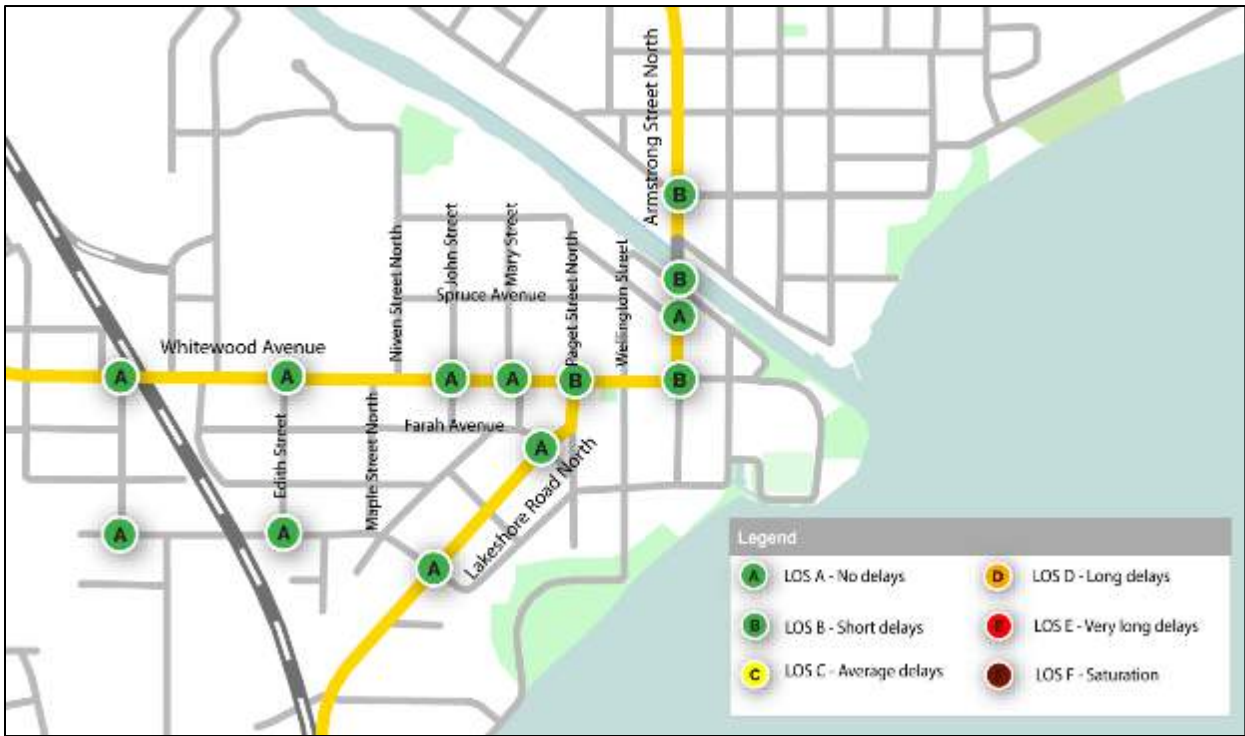 Armstrong Street North
B
Niven Street North
John Street
Mary Street
Paget Street North
Wellington Street
Spruce Avenue
B
A
Whitewood Avenue
A
A
A
A
B
B
Farah Avenue
A
Edith Street
Maple Street North
Lakeshore Road North
A
A
A
Legend
A LOS A - No delays
D LOS D - Long delays
B LOS B - Short delays
E LOS E - Very long delays
C LOS C - Average delays
LOS F - Saturation